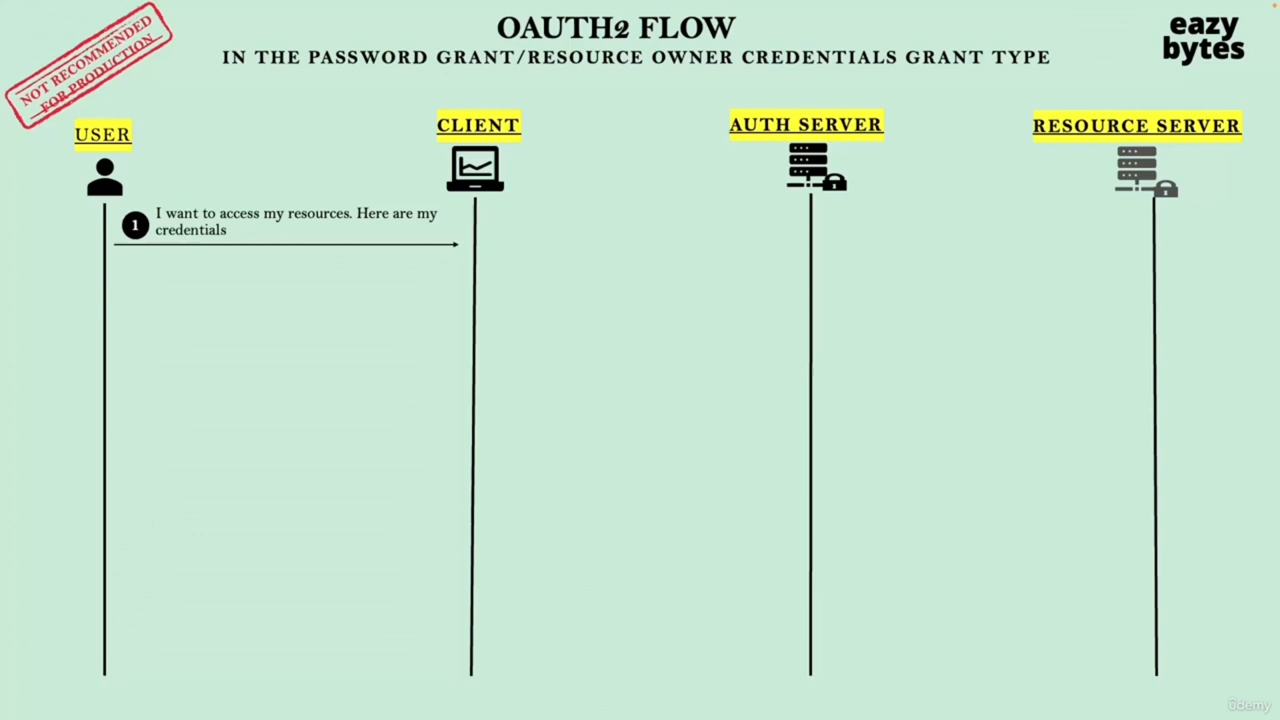 OAUTH2 FLOW
IN THE PASSWORD GRANT/RESOURCE OWNER CREDENTIALS GRANT TYPE
eazy
bytes
NOT RECOMMENDED
FOR PRODUCTION
USER
CLIENT
AUTH SERVER
RESOURCE SERVER
1
I want to access my resources. Here are my
credentials
ûdemy